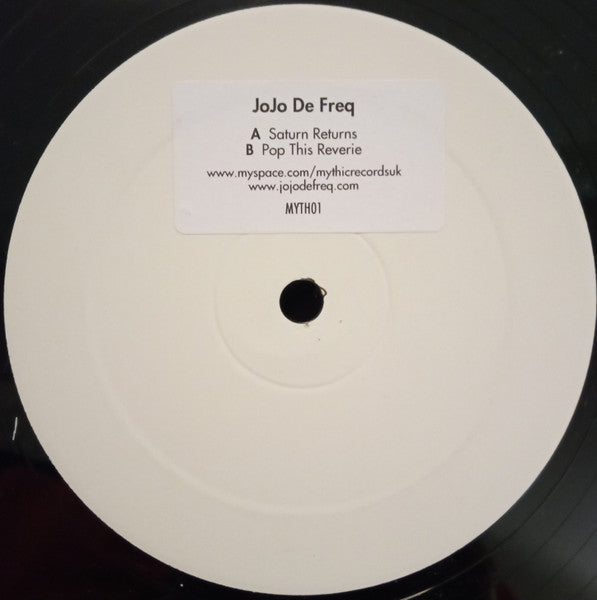 JoJo De Freq
A Saturn Returns
B Pop This Reverie
www.myspace.com/mythicrecordsuk
www.jojodefreq.com
MYTH01